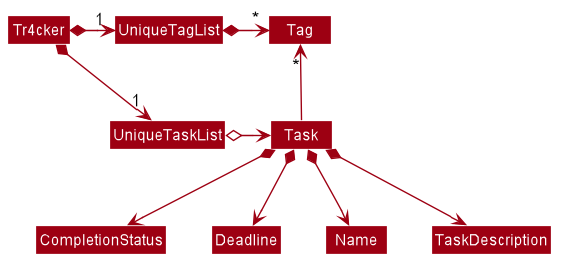 Tr4cker
1
UniqueTagList
*
Tag
*
1
UniqueTaskList
Task
CompletionStatus
Deadline
Name
TaskDescription